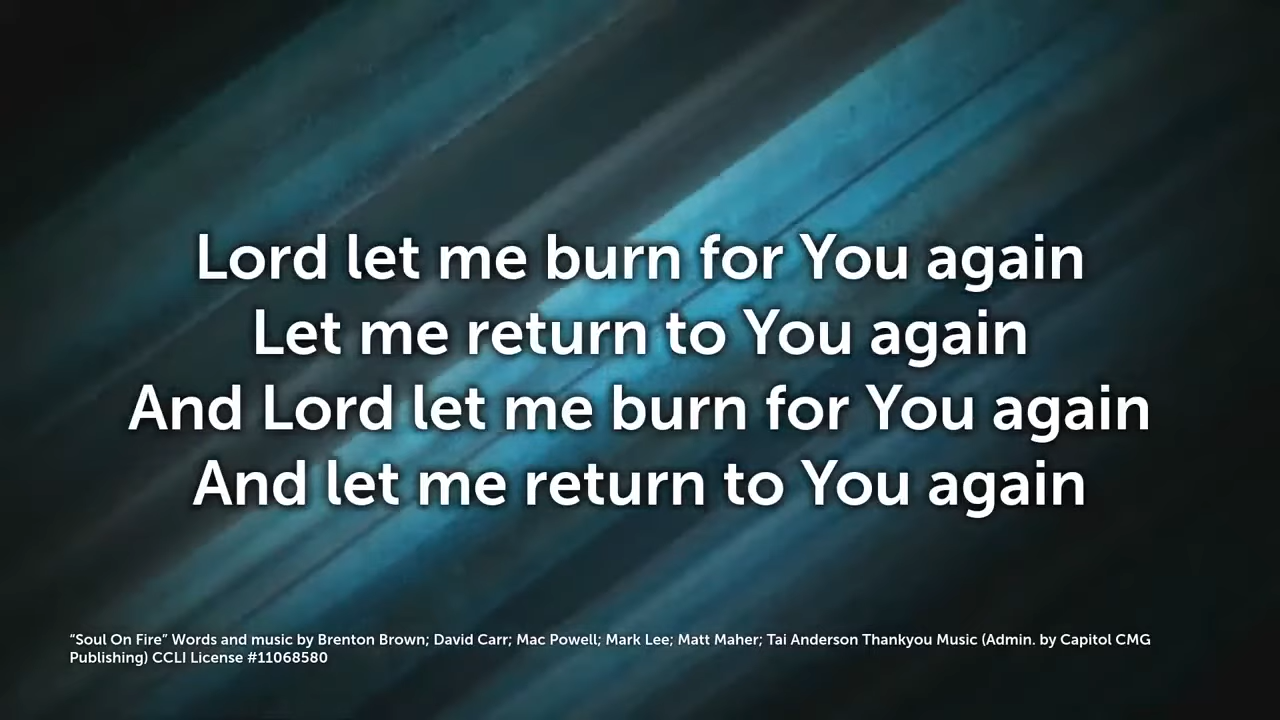 Lord let me burn for You again
Let me return to You again
And Lord let me burn for You again
And let me return to You again
“Soul On Fire” Words and music by Brenton Brown; David Carr; Mac Powell; Mark Lee; Matt Maher; Tai Anderson Thankyou Music (Admin. by Capitol CMG
Publishing) CCLI License #11068580